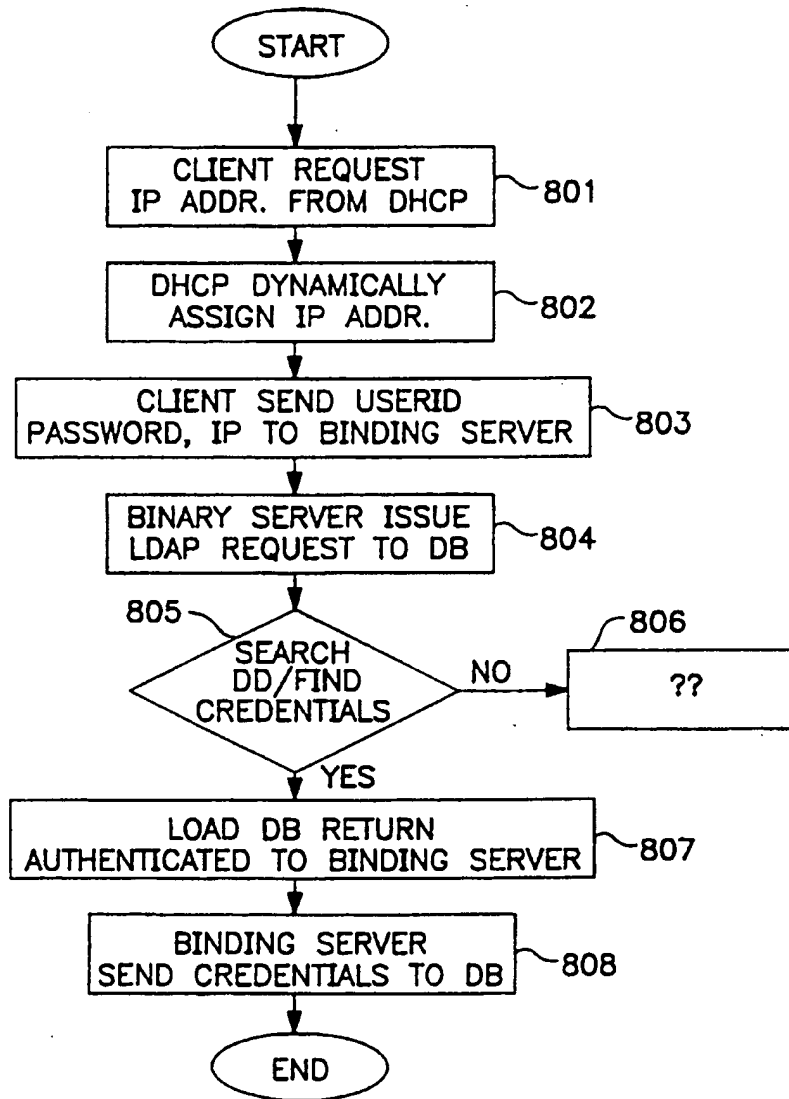 START
CLIENT REQUEST
IP ADDR. FROM DHCP
801
DHCP DYNAMICALLY
ASSIGN IP ADDR.
802
CLIENT SEND USERID
PASSWORD, IP TO BINDING SERVER
803
BINARY SERVER ISSUE
LDAP REQUEST TO DB
804
805
SEARCH
DD/FIND
CREDENTIALS
NO
806
??
YES
LOAD DB RETURN
AUTHENTICATED TO BINDING SERVER
807
BINDING SERVER
SEND CREDENTIALS TO DB
808
END